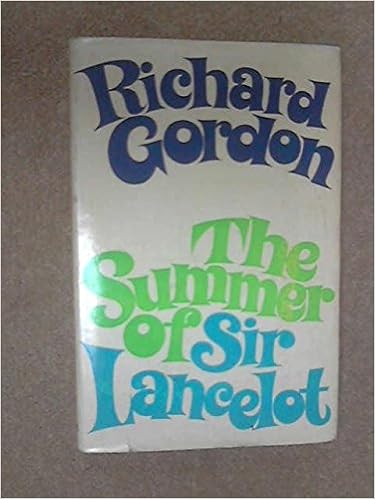 Richard
Gordon
The
Summer
of Sir
Lancelot